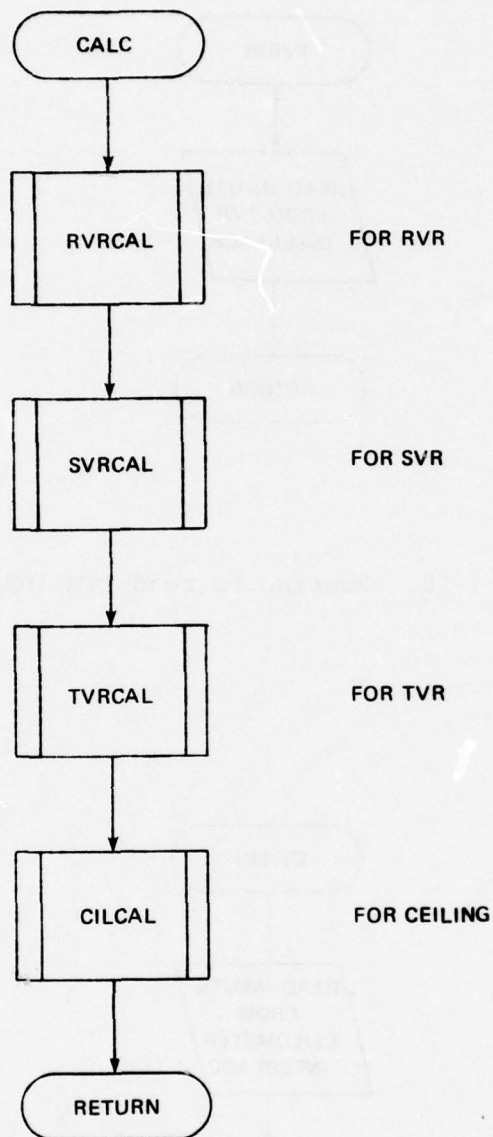 CALC
RVRCAL FOR RVR
SVRCAL FOR SVR
TVRCAL FOR TVR
CILCAL FOR CEILING
RETURN